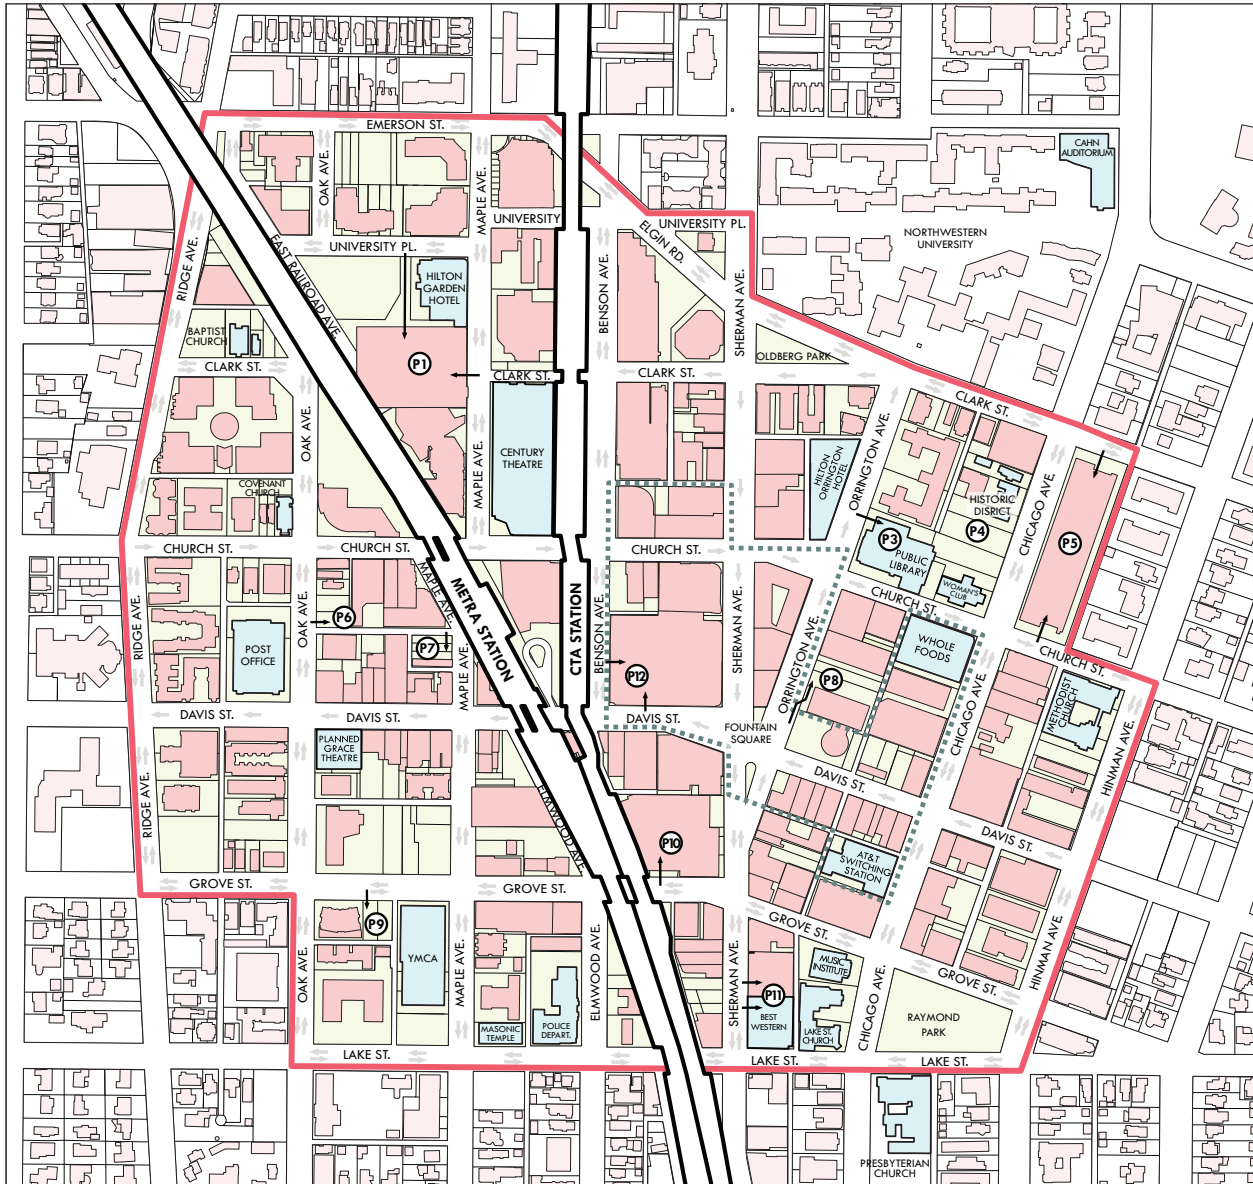 EMERSON ST.
CAHN
AUDITORIUM
OAK AVE.
MAPLE AVE.
UNIVERSITY
UNIVERSITY PL.
UNIVERSITY PL.
ELGIN RD.
NORTHWESTERN
UNIVERSITY
RIDGE AVE.
EAST RAILROAD AVE.
HILTON
GARDEN
HOTEL
BENSON AVE.
SHERMAN AVE.
BAPTIST
CHURCH
OLDBERG PARK
CLARK ST.
P1
CLARK ST.
CLARK ST.
CLARK ST.
OAK AVE.
MAPLE AVE.
CENTURY
THEATRE
HILTON
ORRINGTON
HOTEL
ORRINGTON AVE.
COVENANT
CHURCH
HISTORIC
DISRICT
CHICAGO AVE.
P3
PUBLIC
LIBRARY
P4
P5
CHURCH ST.
CHURCH ST.
CHURCH ST.
MAPLE AVE.
METRA STATION
CTA STATION
BENSON AVE.
SHERMAN AVE.
ORRINGTON AVE.
WOMAN'S
CLUB
CHURCH ST.
RIDGE AVE.
OAK AVE.
P6
P7
POST
OFFICE
MAPLE AVE.
WHOLE
FOODS
CHURCH ST.
P12
P8
METHODIST
CHURCH
DAVIS ST.
DAVIS ST.
DAVIS ST.
FOUNTAIN
SQUARE
CHICAGO AVE.
HINMAN AVE.
PLANNED
GRACE
THEATRE
RIDGE AVE.
ELMWOOD AVE.
DAVIS ST.
DAVIS ST.
P10
AT&T
SWITCHING
STATION
GROVE ST.
GROVE ST.
P9
GROVE ST.
OAK AVE.
YMCA
MAPLE AVE.
ELMWOOD AVE.
SHERMAN AVE.
MUSIC
INSTITUTE
GROVE ST.
HINMAN AVE.
P11
BEST
WESTERN
LAKE ST.
CHURCH
CHICAGO AVE.
RAYMOND
PARK
MASONIC
TEMPLE
POLICE
DEPART.
LAKE ST.
LAKE ST.
LAKE ST.
PRESBYTERIAN
CHURCH